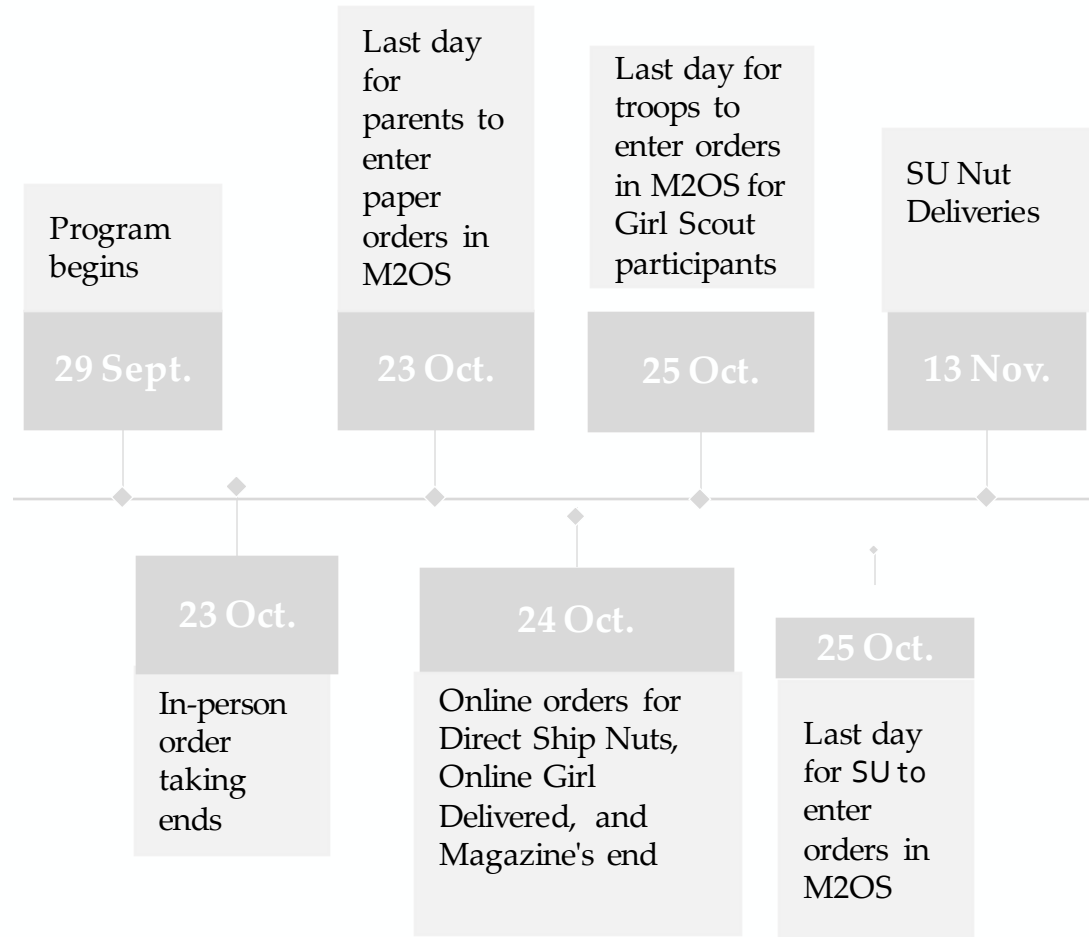 Program
begins
29 Sept.
In-person
order
taking
ends
23 Oct.
Last day
for
parents to
enter
paper
orders in
M2OS
23 Oct.
24 Oct.
Online orders for
Direct Ship Nuts,
Online Girl
Delivered, and
Magazine's end
Last day for
troops to
enter orders
in M2OS for
Girl Scout
participants
25 Oct.
25 Oct.
Last day
for SU to
enter
orders in
M2OS
SU Nut
Deliveries
13 Nov.